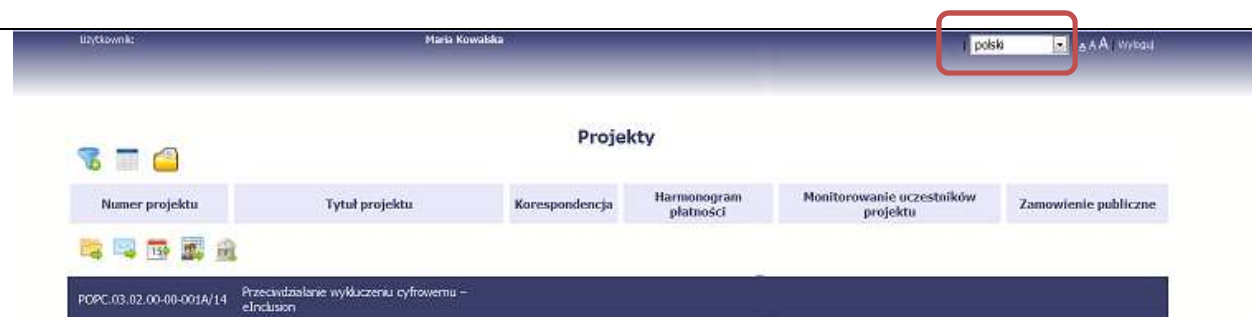 Użytkownik: Maria Kowalska | polski A A A | Wyloguj
Projekty
Numer projektu Tytuł projektu Korespondencja Harmonogram płatności Monitorowanie uczestników projektu Zamowienie publiczne
POPC.03.02.00-00-001A/14 Przeciwdziałanie wykluczeniu cyfrowemu –
eInclusion